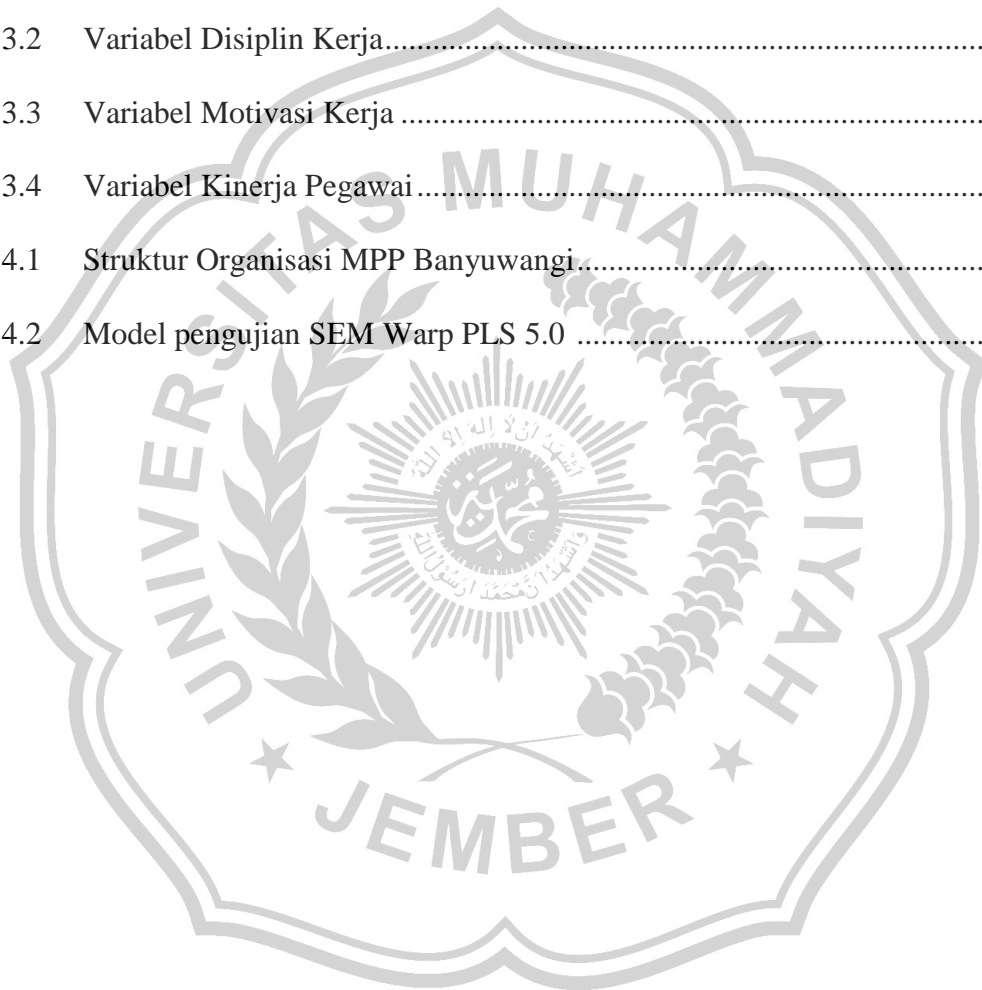 3.2 Variabel Disiplin Kerja............................................................
3.3 Variabel Motivasi Kerja ..........................................................
3.4 Variabel Kinerja Pegawai........................................................
4.1 Struktur Organisasi MPP Banyuwangi........................................
4.2 Model pengujian SEM Warp PLS 5.0 ........................................
UNIVERSITAS MUHAMMADIYAH
JEMBER